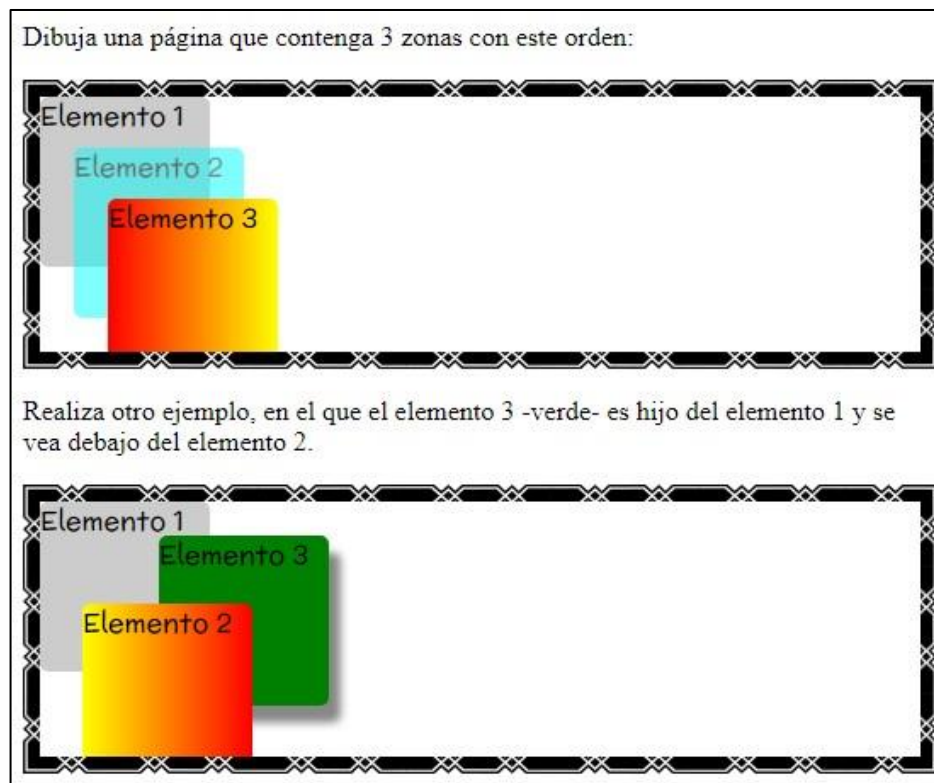 Dibuja una página que contenga 3 zonas con este orden:
Elemento 1
Elemento 2
Elemento 3
Realiza otro ejemplo, en el que el elemento 3 -verde- es hijo del elemento 1 y se
vea debajo del elemento 2.
Elemento 1
Elemento 3
Elemento 2